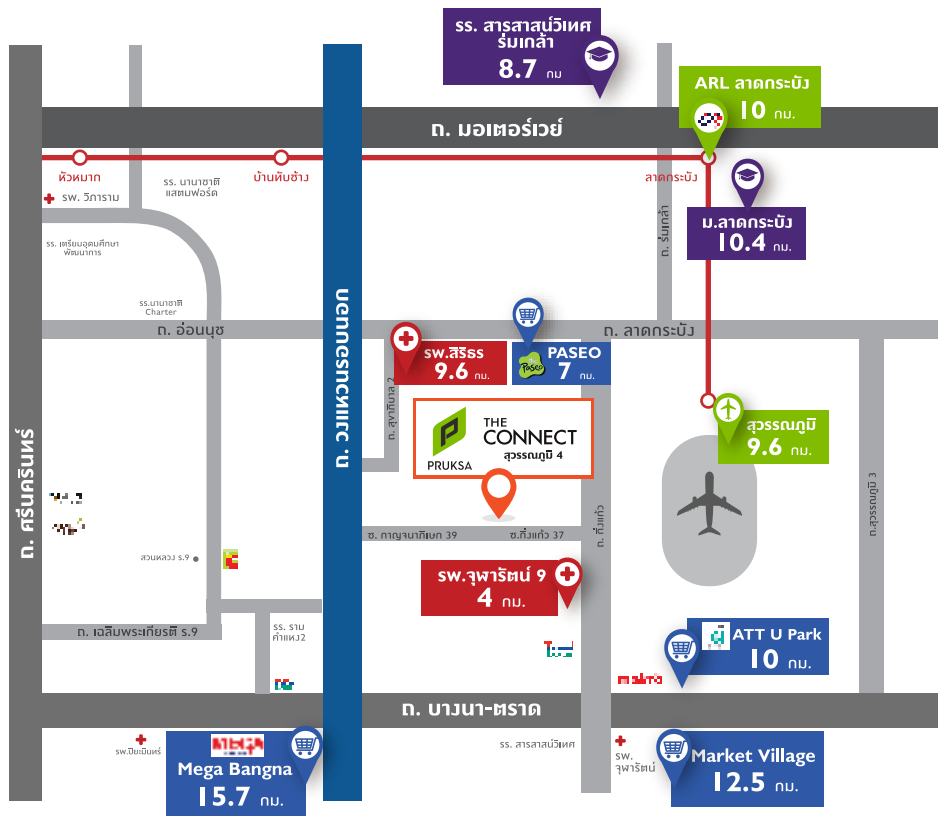 รร. สารสาสน์วิเทศ
ร่มเกล้า
8.7 กม
ARL ลาดกระบัง
10 กม.
ถ. มอเตอร์เวย์
หัวหมาก
บ้านทับช้าง
ลาดกระบัง
รพ. วิภาราม
รร. นานาชาติ
แสตมฟอร์ด
ม.ลาดกระบัง
10.4 กม.
ถ. ร่มเกล้า
รร. เตรียมอุดมศึกษา
พัฒนาการ
รร.นานาชาติ
Charter
ถ. อ่อนนุช
ถ. ลาดกระบัง
ถ. วงแหวนรอบนอก
รพ.สิริธร
9.6 กม.
Paseo
PASEO
7 กม.
ถ. สุขาภิบาล 2
PRUKSA
THE
CONNECT
สุวรรณภูมิ 4
สุวรรณภูมิ
9.6 กม.
ถ. ศรีนครินทร์
ถ.สุวรรณภูมิ 3
ถ. กิ่งแก้ว
ซ. กาญจนาภิเษก 39
ซ.กิ่งแก้ว 37
สวนหลวง ร.9
รพ.จุฬารัตน์ 9
4 กม.
ถ. เฉลิมพระเกียรติ ร.9
รร. ราม
คำแหง2
ATT U Park
10 กม.
makro
ถ. บางนา-ตราด
รพ.ปิยะมินทร์
Mega Bangna
15.7 กม.
รร. สารสาสน์วิเทศ
รพ.
จุฬารัตน์
Market Village
12.5 กม.